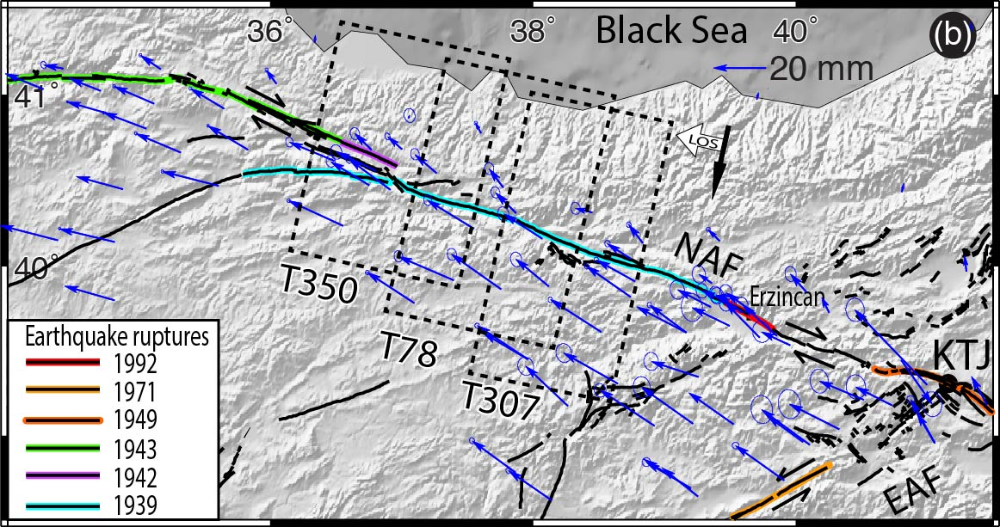 36°
38°
Black Sea
40°
(b)
20 mm
41°
LOS
40°
NAF
T350
Erzincan
T78
KTJ
T307
EAF
Earthquake ruptures
1992
1971
1949
1943
1942
1939